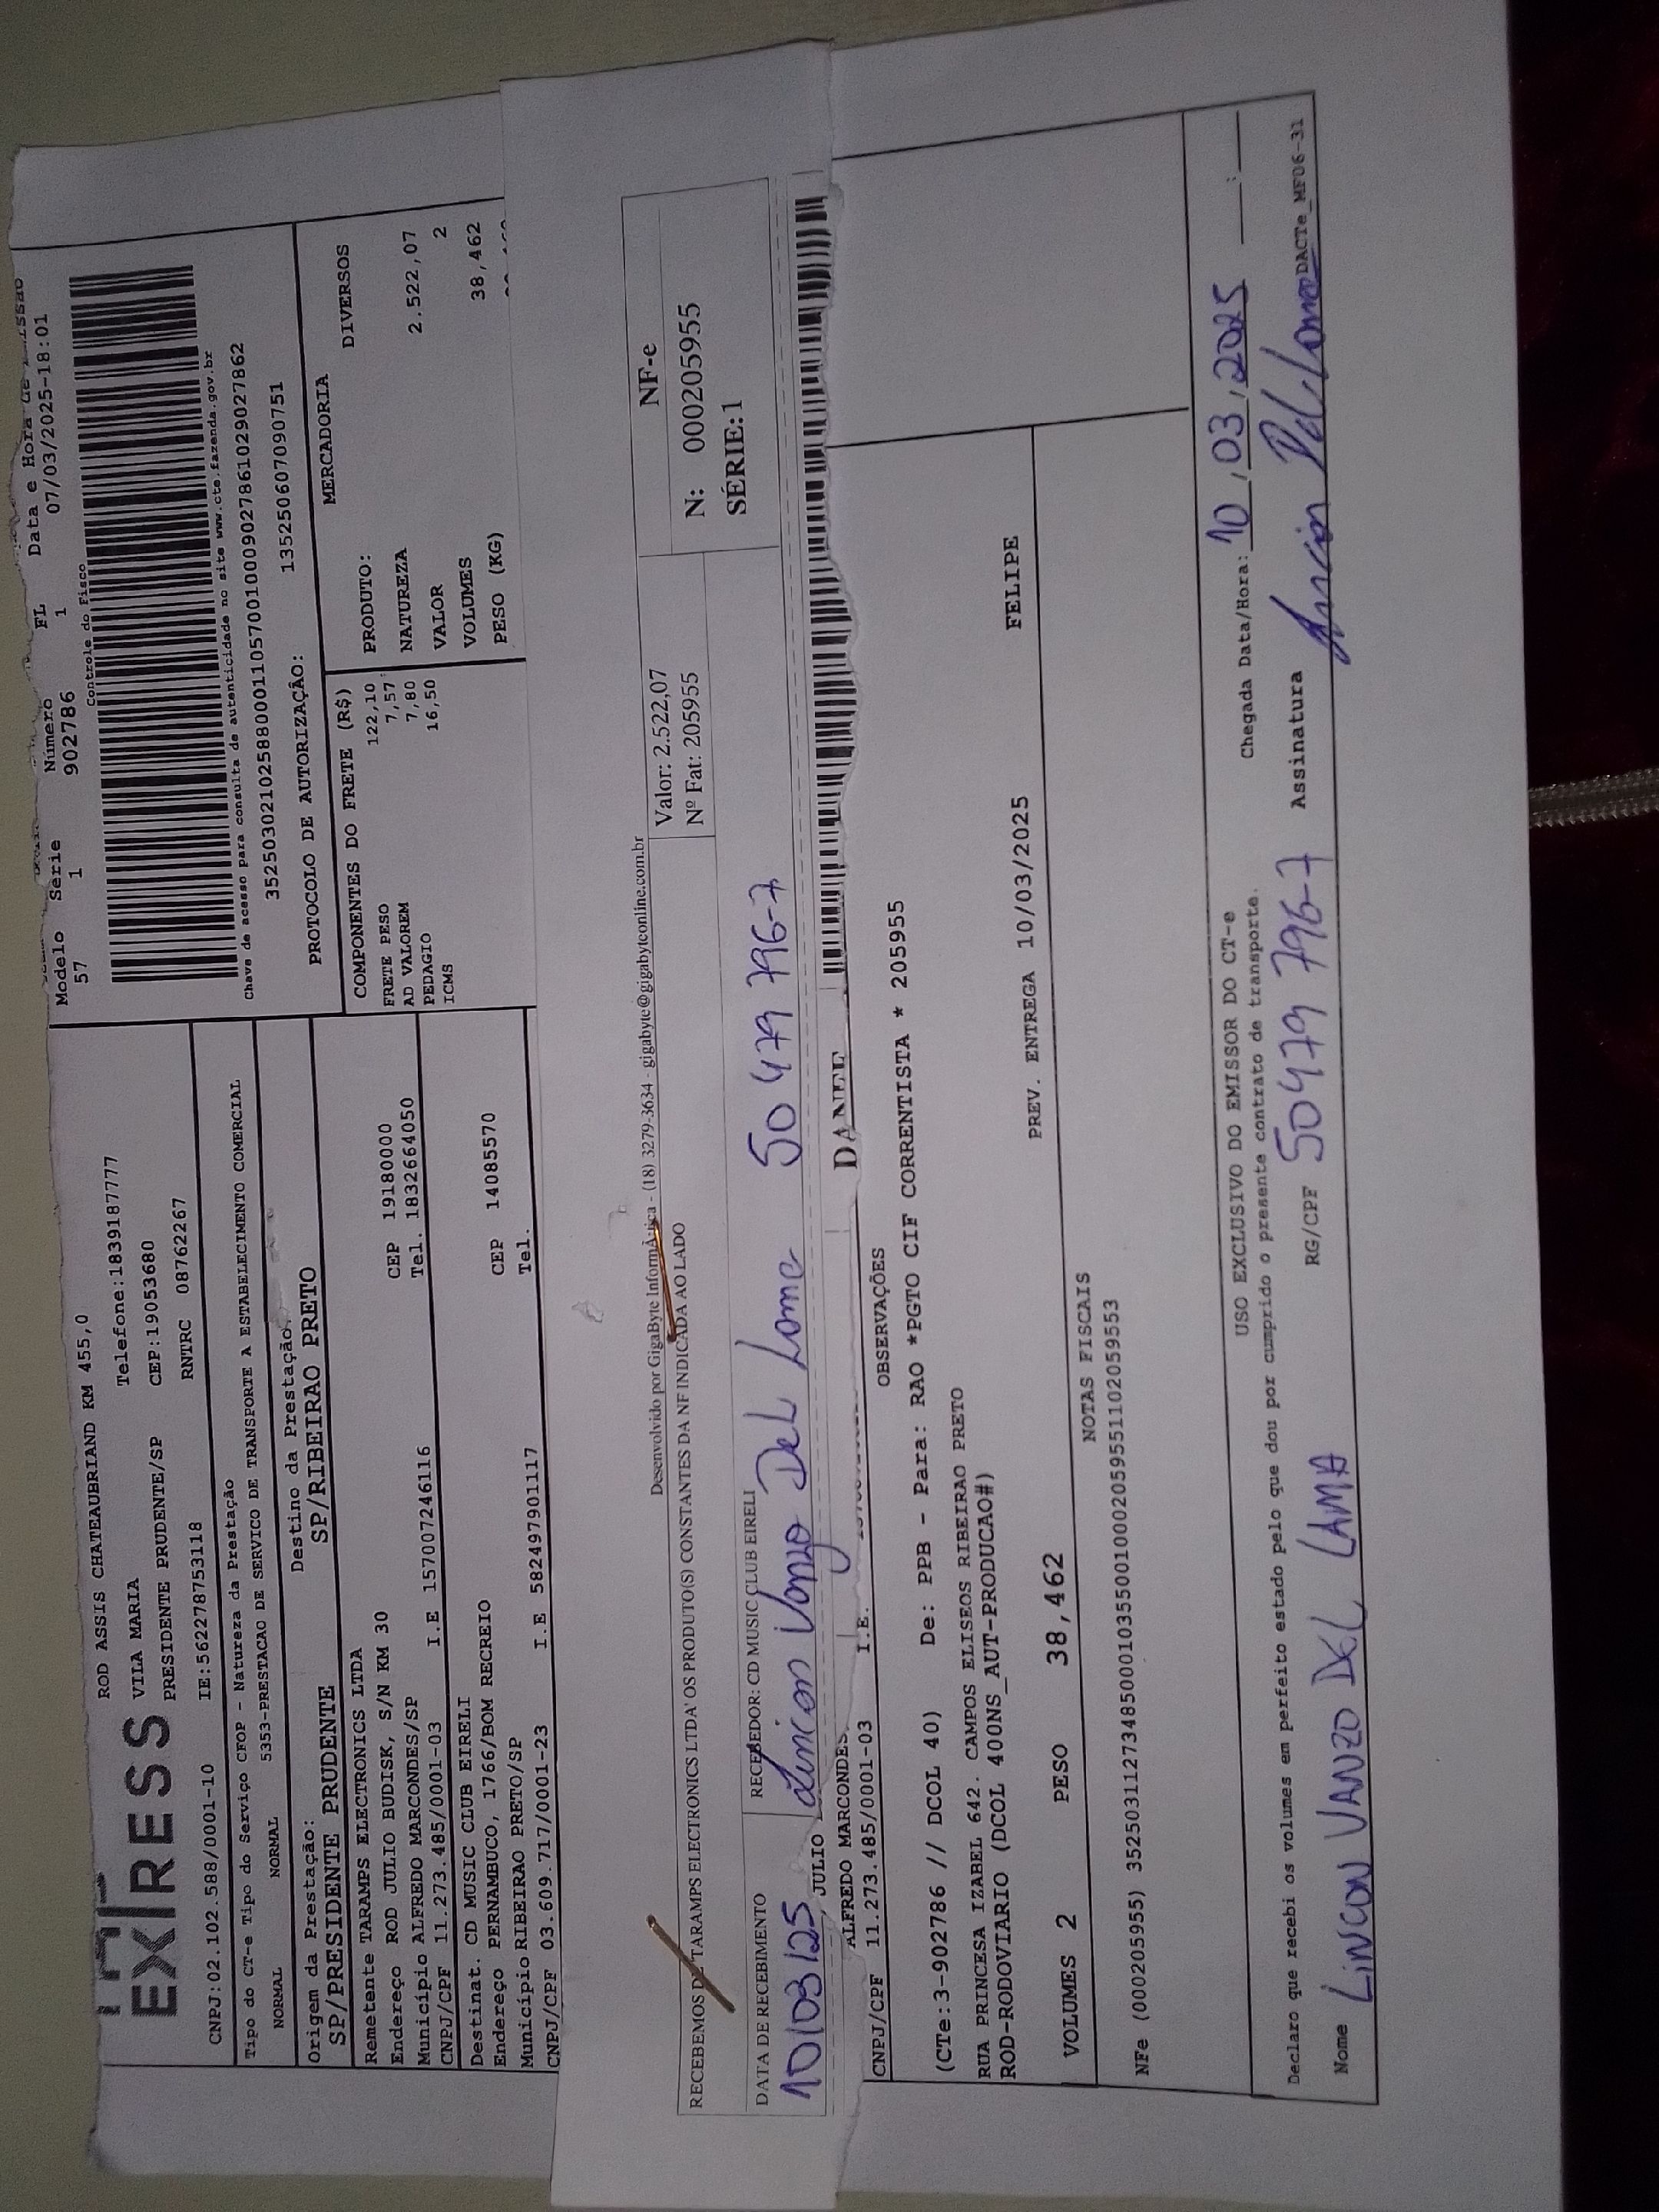 EXPRESS
ROD ASSIS CHATEAUBRIAND KM 455,0
Telefone:1839187777
VILA MARIA
CEP:19053680
PRESIDENTE PRUDENTE/SP
RNTRC 08762267
CNPJ:02.102.588/0001-10
IE:562278753118
Modelo Série Número FL Data e Hora de
57 1 902786 1 07/03/2025-18:01
Controle do Fisco
Chave de acesso para consulta de autenticidade no site www.cte.fazenda.gov.br
35250302102588000110570010009027861029027862
PROTOCOLO DE AUTORIZAÇÃO: 135250607090751
Tipo do CT-e Tipo do Serviço CFOP - Natureza da Prestação
NORMAL NORMAL 5353-PRESTACAO DE SERVICO DE TRANSPORTE A ESTABELECIMENTO COMERCIAL
Origem da Prestação: Destino da Prestação:
SP/PRESIDENTE PRUDENTE SP/RIBEIRAO PRETO
Remetente TARAMPS ELECTRONICS LTDA
Endereço ROD JULIO BUDISK, S/N KM 30 CEP 19180000
Município ALFREDO MARCONDES/SP Tel. 1832664050
CNPJ/CPF 11.273.485/0001-03 I.E 157007246116
Destinat. CD MUSIC CLUB EIRELI
Endereço PERNAMBUCO, 1766/BOM RECREIO CEP 14085570
Município RIBEIRAO PRETO/SP Tel.
CNPJ/CPF 03.609.717/0001-23 I.E 582497901117
COMPONENTES DO FRETE (R$)
FRETE PESO 122,10
AD VALOREM 7,57
PEDAGIO 7,80
ICMS 16,50
MERCADORIA
PRODUTO: DIVERSOS
NATUREZA
VALOR 2.522,07
VOLUMES 2
PESO (KG) 38,462
Desenvolvido por GigaByte InformÁtica - (18) 3279-3634 - gigabyte@gigabyteonline.com.br
RECEBEMOS DE TARAMPS ELECTRONICS LTDA' OS PRODUTO(S) CONSTANTES DA NF INDICADA AO LADO
Valor: 2.522,07
Nº Fat: 205955
NF-e
N: 000205955
SÉRIE:1
DATA DE RECEBIMENTO
RECEBEDOR: CD MUSIC CLUB EIRELI
10/03/25 Lincon Vanzo Del Lama 50 479 796-7
JULIO
DANFE
ALFREDO MARCONDES
CNPJ/CPF 11.273.485/0001-03 I.E.
OBSERVAÇÕES
(CTe:3-902786 // DCOL 40) De: PPB - Para: RAO *PGTO CIF CORRENTISTA * 205955
RUA PRINCESA IZABEL 642. CAMPOS ELISEOS RIBEIRAO PRETO
ROD-RODOVIARIO (DCOL 400NS_AUT-PRODUCAO#)
PREV. ENTREGA 10/03/2025 FELIPE
VOLUMES 2 PESO 38,462
NOTAS FISCAIS
NFe (000205955) 35250311273485000103550010002059551102059553
USO EXCLUSIVO DO EMISSOR DO CT-e
Declaro que recebi os volumes em perfeito estado pelo que dou por cumprido o presente contrato de transporte.
Chegada Data/Hora: 10/03/2025 __:__
Nome LINCON VANZO DEL LAMA RG/CPF 50479 796-7 Assinatura Lincon Del Lama
DACTe_MF06-31